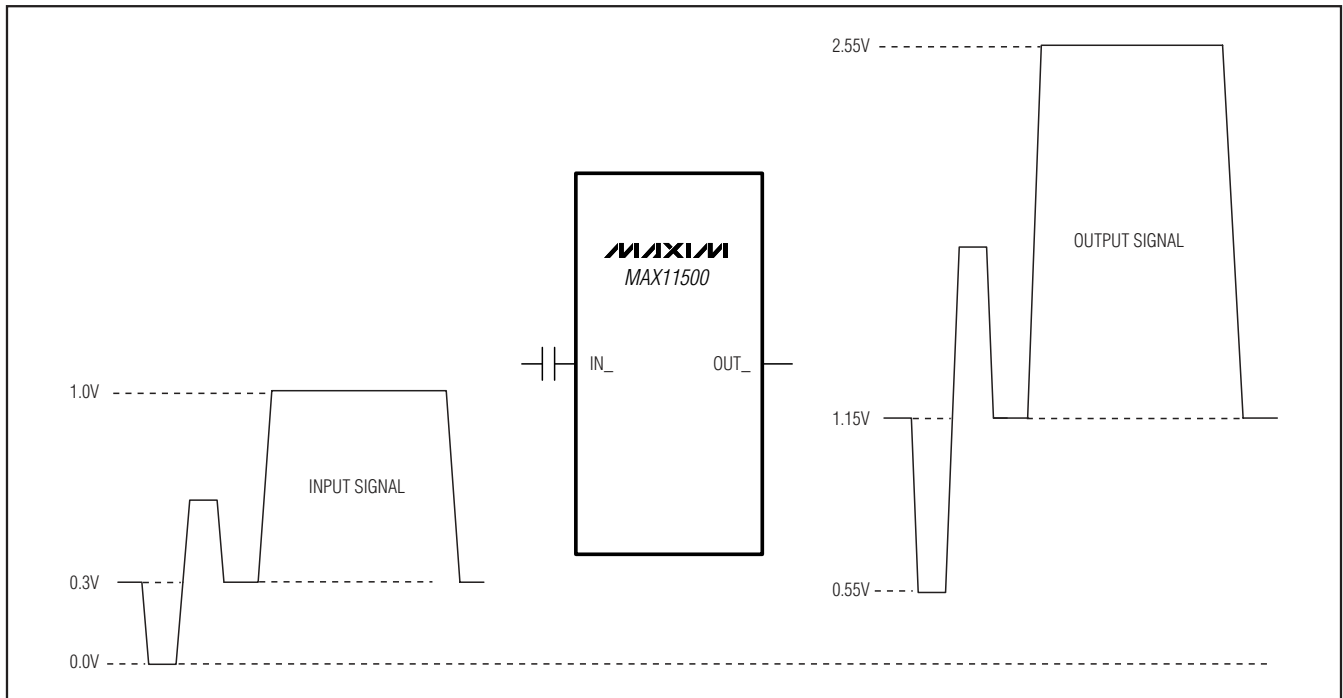 2.55V
OUTPUT SIGNAL
MAXIM
MAX11500
IN_
OUT_
1.0V
1.15V
INPUT SIGNAL
0.3V
0.55V
0.0V